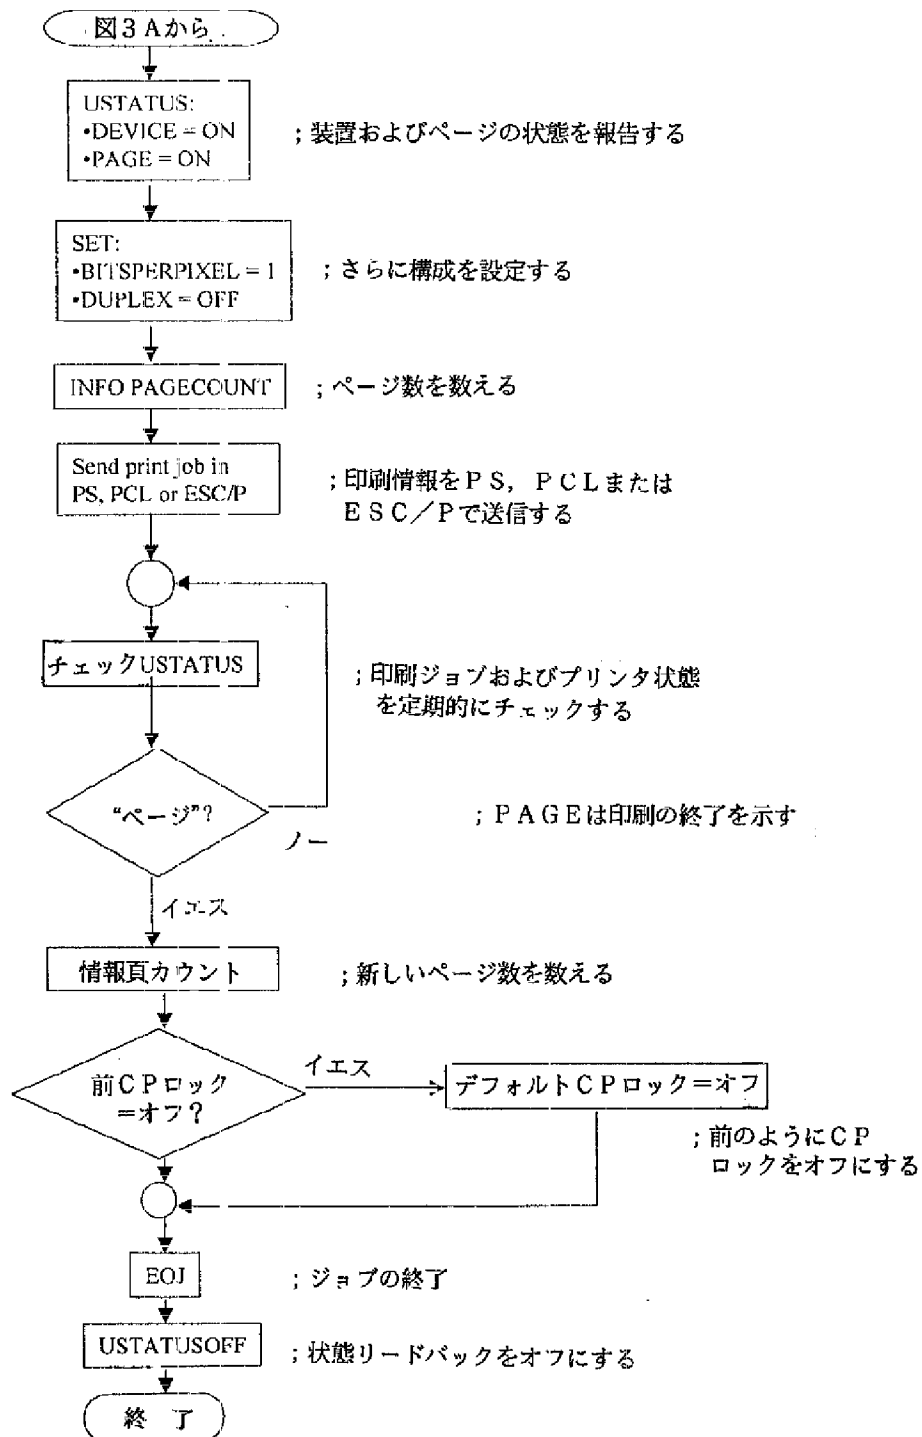 図3Aから
USTATUS:
•DEVICE = ON
•PAGE = ON
;装置およびページの状態を報告する
SET:
•BITSPERPIXEL = 1
•DUPLEX = OFF
;さらに構成を設定する
INFO PAGECOUNT
;ページ数を数える
Send print job in
PS, PCL or ESC/P
;印刷情報をPS,PCLまたは
ESC/Pで送信する
チェックUSTATUS
;印刷ジョブおよびプリンタ状態
を定期的にチェックする
“ページ”?
ノー
;PAGEは印刷の終了を示す
イエス
情報頁カウント
;新しいページ数を数える
前CPロック
=オフ?
イエス
デフォルトCPロック=オフ
;前のようにCP
ロックをオフにする
EOJ
;ジョブの終了
USTATUSOFF
;状態リードバックをオフにする
終 了